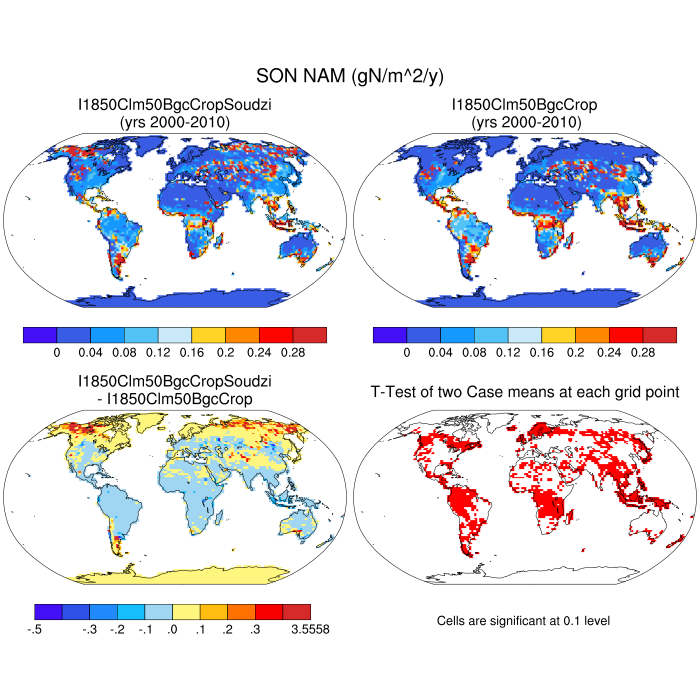 SON NAM (gN/m^2/y)
I1850Clm50BgcCropSoudzi
(yrs 2000-2010)
I1850Clm50BgcCrop
(yrs 2000-2010)
0 0.04 0.08 0.12 0.16 0.2 0.24 0.28
0 0.04 0.08 0.12 0.16 0.2 0.24 0.28
I1850Clm50BgcCropSoudzi
- I1850Clm50BgcCrop
T-Test of two Case means at each grid point
-.5 -.3 -.2 -.1 .0 .1 .2 .3 3.5558
Cells are significant at 0.1 level